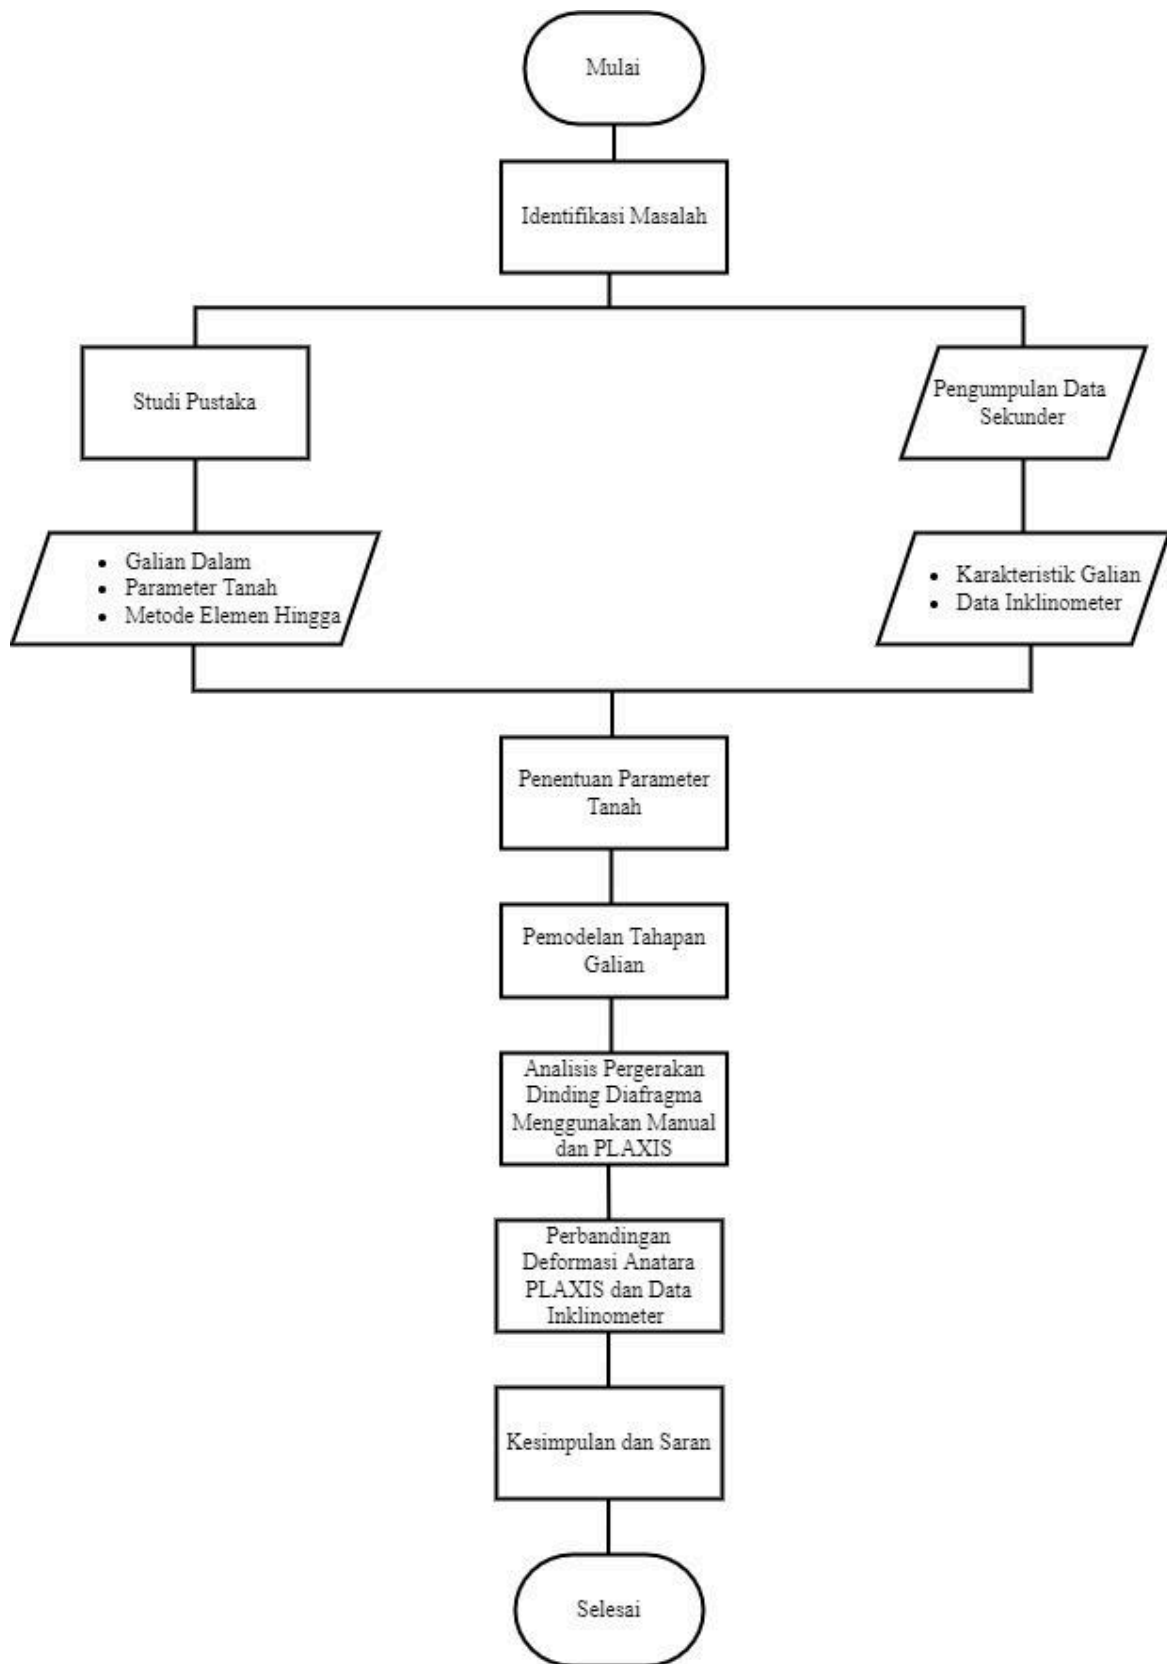 Mulai
Identifikasi Masalah
Studi Pustaka
Pengumpulan Data
Sekunder
• Galian Dalam
• Parameter Tanah
• Metode Elemen Hingga
• Karakteristik Galian
• Data Inklinometer
Penentuan Parameter
Tanah
Pemodelan Tahapan
Galian
Analisis Pergerakan
Dinding Diafragma
Menggunakan Manual
dan PLAXIS
Perbandingan
Deformasi Anatara
PLAXIS dan Data
Inklinometer
Kesimpulan dan Saran
Selesai